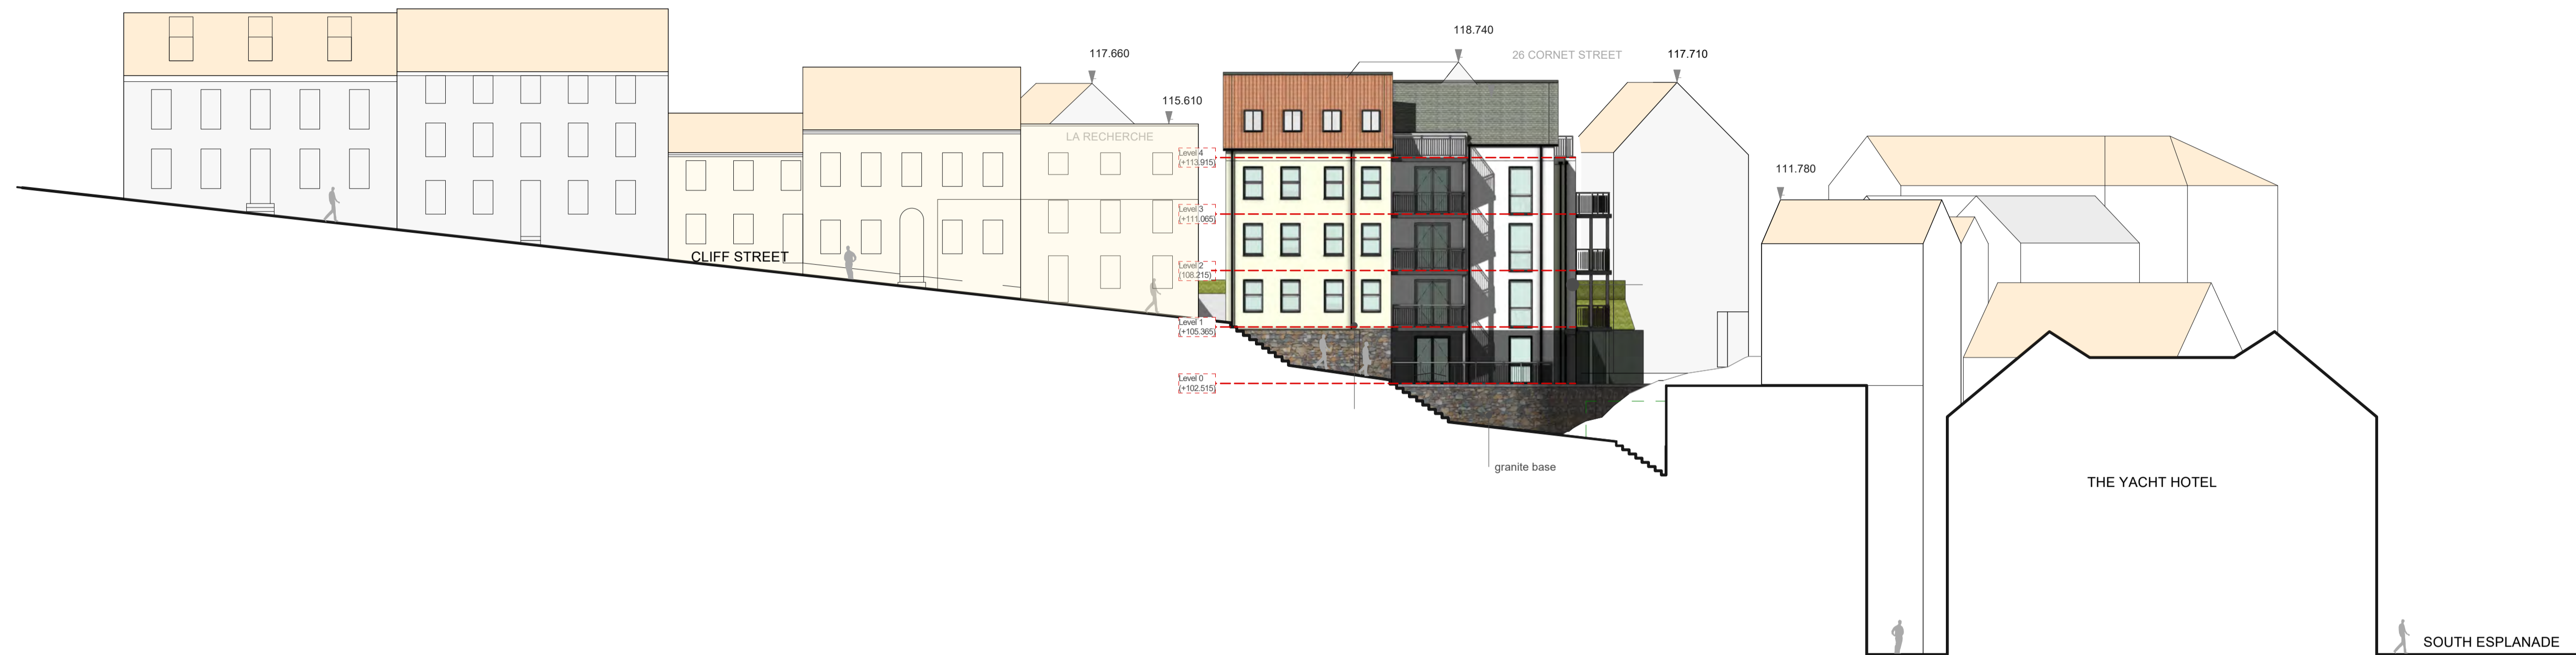 118.740
26 CORNET STREET
117.660
117.710
115.610
LA RECHERCHE
Level 4
(+113.915)
111.780
Level 3
(+111.065)
CLIFF STREET
Level 2
(108.215)
Level 1
(+105.365)
Level 0
(+102.515)
granite base
THE YACHT HOTEL
SOUTH ESPLANADE